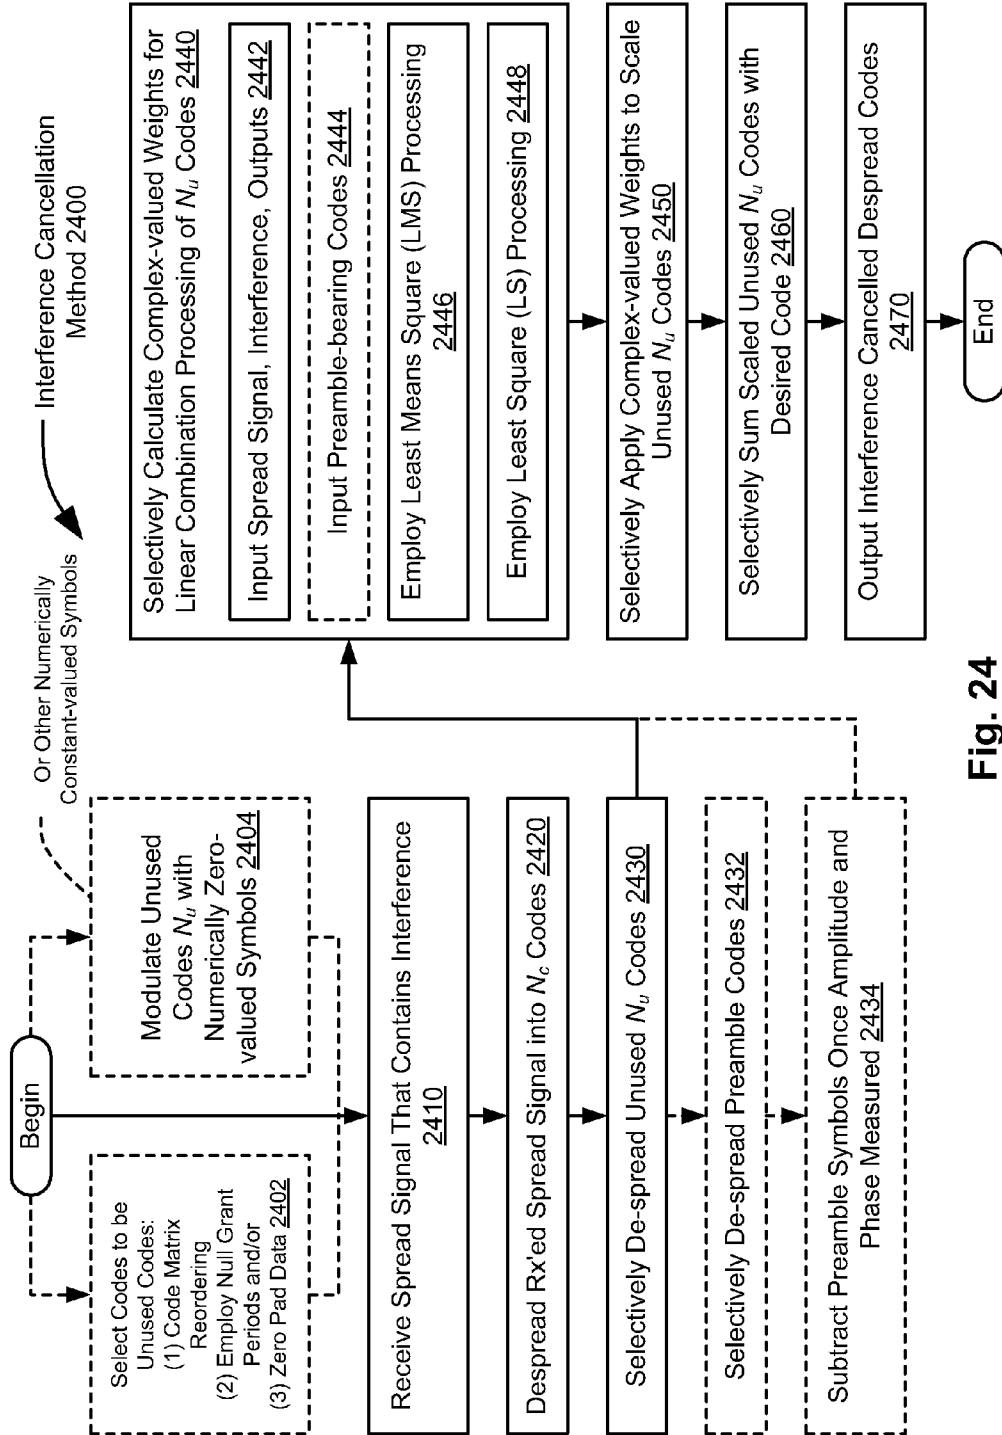 Interference Cancellation
Method 2400
Begin
Select Codes to be
Unused Codes:
(1) Code Matrix
Reordering
(2) Employ Null Grant
Periods and/or
(3) Zero Pad Data 2402
Modulate Unused
Codes Nu with
Numerically Zero-
valued Symbols 2404
Or Other Numerically
Constant-valued Symbols
Receive Spread Signal That Contains Interference
2410
Despread Rx'ed Spread Signal into Nc Codes 2420
Selectively De-spread Unused Nu Codes 2430
Selectively De-spread Preamble Codes 2432
Subtract Preamble Symbols Once Amplitude and
Phase Measured 2434
Selectively Calculate Complex-valued Weights for
Linear Combination Processing of Nu Codes 2440
Input Spread Signal, Interference, Outputs 2442
Input Preamble-bearing Codes 2444
Employ Least Means Square (LMS) Processing
2446
Employ Least Square (LS) Processing 2448
Selectively Apply Complex-valued Weights to Scale
Unused Nu Codes 2450
Selectively Sum Scaled Unused Nu Codes with
Desired Code 2460
Output Interference Cancelled Despread Codes
2470
End
Fig. 24